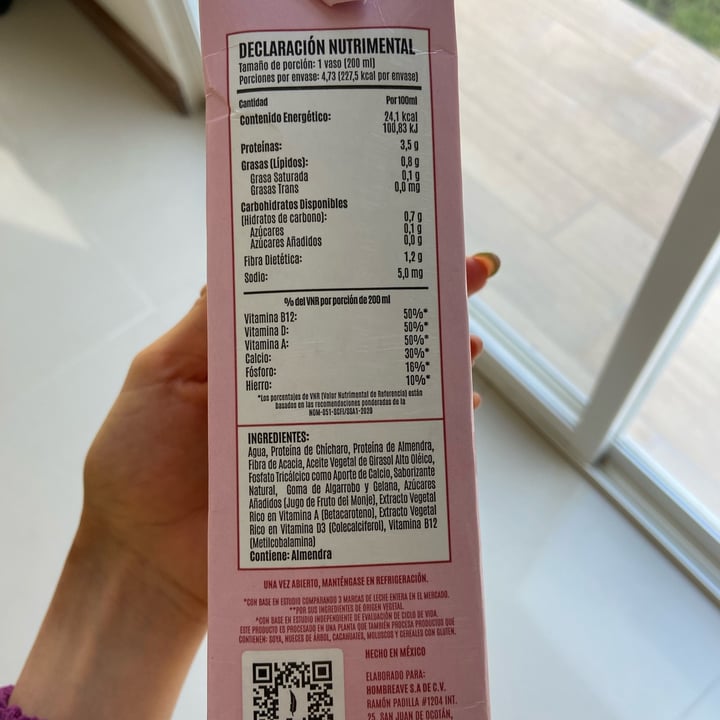 DECLARACIÓN NUTRIMENTAL
Tamaño de porción: 1 vaso (200 ml)
Porciones por envase: 4,73 (227,5 kcal por envase)
Cantidad Por 100ml
Contenido Energético: 24,1 kcal
100,83 kJ
Proteínas: 3,5 g
Grasas (Lípidos): 0,8 g
Grasa Saturada 0,1 g
Grasas Trans 0,0 mg
Carbohidratos Disponibles
(Hidratos de carbono): 0,7 g
Azúcares 0,1 g
Azúcares Añadidos 0,0 g
Fibra Dietética: 1,2 g
Sodio: 5,0 mg
% del VNR por porción de 200 ml
Vitamina B12: 50%*
Vitamina D: 50%*
Vitamina A: 50%*
Calcio: 30%*
Fósforo: 16%*
Hierro: 10%*
*Los porcentajes de VNR (Valor Nutrimental de Referencia) están
basados en las recomendaciones ponderadas de la
NOM-051-SCFI/SSA1-2020
INGREDIENTES:
Agua, Proteína de Chícharo, Proteína de Almendra,
Fibra de Acacia, Aceite Vegetal de Girasol Alto Oléico,
Fosfato Tricálcico como Aporte de Calcio, Saborizante
Natural, Goma de Algarrobo y Gelana, Azúcares
Añadidos (Jugo de Fruto del Monje), Extracto Vegetal
Rico en Vitamina A (Betacaroteno), Extracto Vegetal
Rico en Vitamina D3 (Colecalciferol), Vitamina B12
(Metilcobalamina)
Contiene: Almendra
UNA VEZ ABIERTO, MANTÉNGASE EN REFRIGERACIÓN.
*CON BASE EN ESTUDIO COMPARANDO 3 MARCAS DE LECHE ENTERA EN EL MERCADO.
**POR SUS INGREDIENTES DE ORIGEN VEGETAL.
*CON BASE EN ESTUDIO INDEPENDIENTE DE EVALUACIÓN DE CICLO DE VIDA.
ESTE PRODUCTO ES PROCESADO EN UNA PLANTA QUE TAMBIÉN PROCESA PRODUCTOS QUE
CONTIENEN: SOYA, NUECES DE ÁRBOL, CACAHUATES, MOLUSCOS Y CEREALES CON GLUTEN.
HECHO EN MÉXICO
ELABORADO PARA:
HOMBREAVE S.A DE C.V.
RAMÓN PADILLA #1204 INT.
25, SAN JUAN DE OCOTÁN,